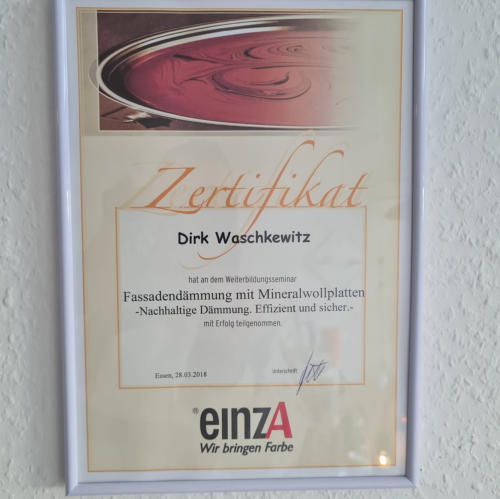 Zertifikat
Dirk Waschkewitz
hat an dem Weiterbildungsseminar
Fassadendämmung mit Mineralwollplatten
-Nachhaltige Dämmung. Effizient und sicher.-
mit Erfolg teilgenommen.
Essen, 28.03.2018
Unterschrift
®einzA
Wir bringen Farbe